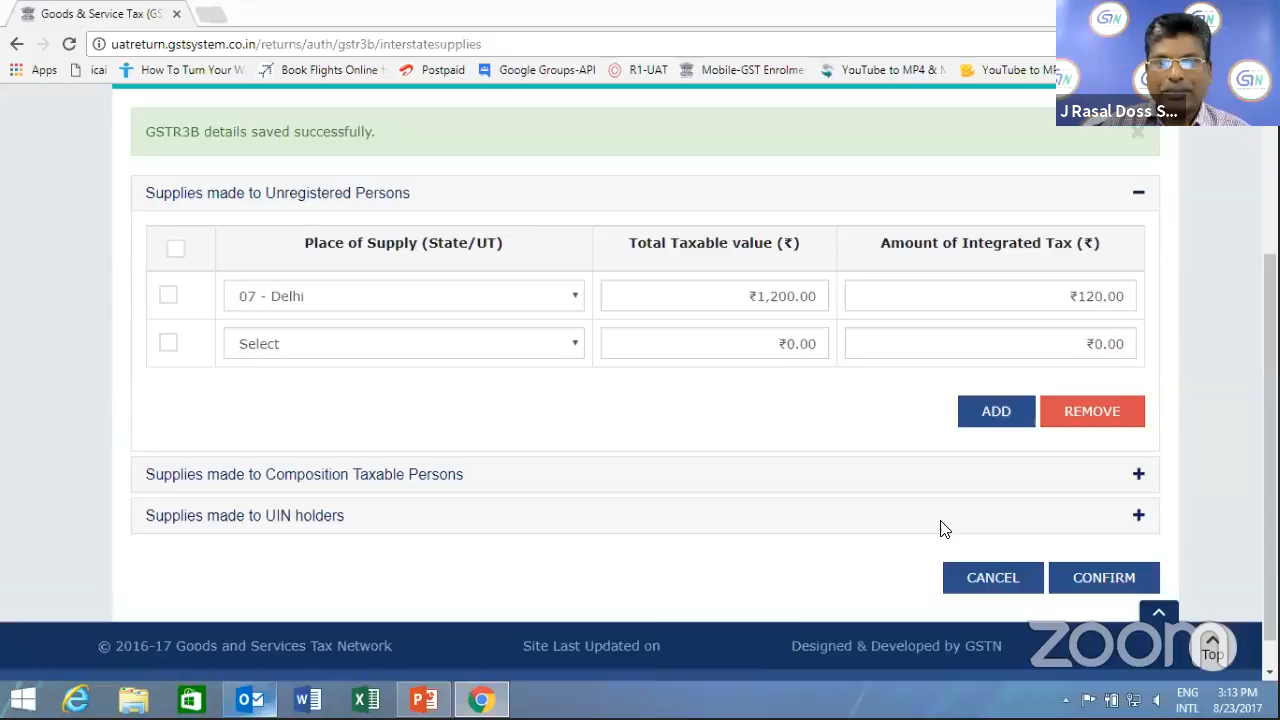 Goods & Service Tax (GS
uatreturn.gstsystem.co.in/returns/auth/gstr3b/interstatesupplies
Apps icai How To Turn Your W Book Flights Online f Postpaid Google Groups-API R1-UAT Mobile-GST Enrolme YouTube to MP4 & YouTube to MP
J Rasal Doss S...
GSTR3B details saved successfully.
Supplies made to Unregistered Persons
Place of Supply (State/UT) Total Taxable value (₹) Amount of Integrated Tax (₹)
07 - Delhi ₹1,200.00 ₹120.00
Select ₹0.00 ₹0.00
ADD REMOVE
Supplies made to Composition Taxable Persons
Supplies made to UIN holders
CANCEL CONFIRM
© 2016-17 Goods and Services Tax Network Site Last Updated on Designed & Developed by GSTN
zoom
Top
ENG 3:13 PM
INTL 8/23/2017